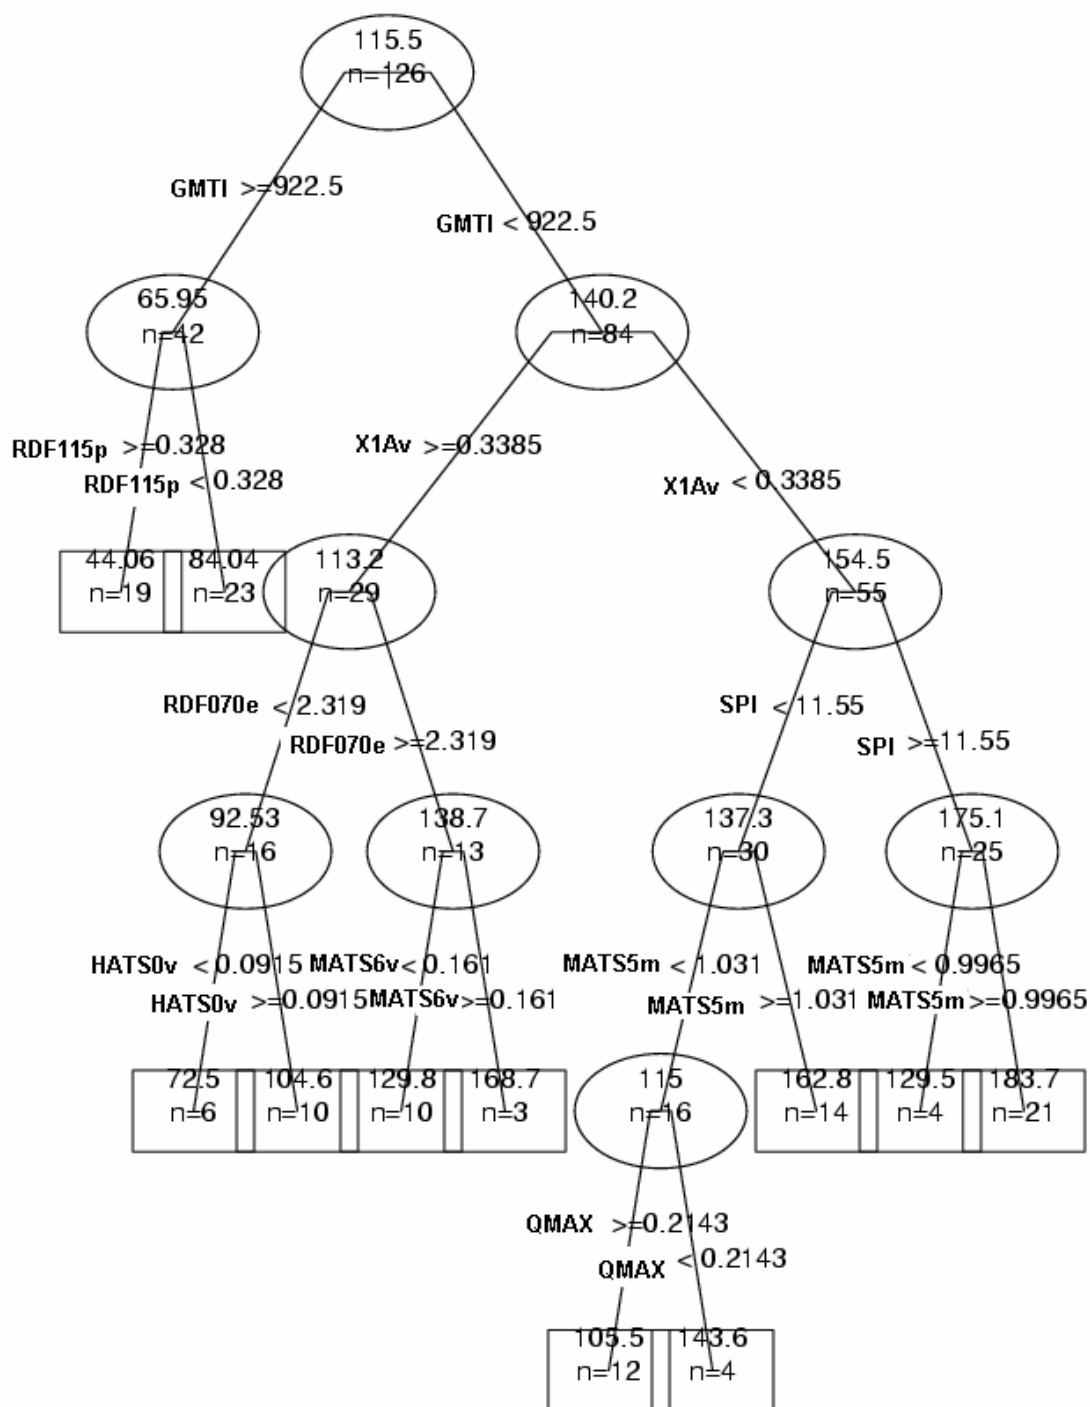 115.5
n=126
GMTI >=922.5
GMTI < 922.5
65.95
n=42
140.2
n=84
RDF115p >=0.328
RDF115p < 0.328
X1Av >=0.3385
X1Av < 0.3385
44.06
n=19
84.04
n=23
113.2
n=29
154.5
n=55
RDF070e < 2.319
RDF070e >=2.319
SPI < 11.55
SPI >=11.55
92.53
n=16
138.7
n=13
137.3
n=30
175.1
n=25
HATS0v < 0.0915
HATS0v >=0.0915
MATS6v < 0.161
MATS6v >=0.161
MATS5m < 1.031
MATS5m >=1.031
MATS5m < 0.9965
MATS5m >=0.9965
72.5
n=6
104.6
n=10
129.8
n=10
168.7
n=3
115
n=16
162.8
n=14
129.5
n=4
183.7
n=21
QMAX >=0.2143
QMAX < 0.2143
105.5
n=12
143.6
n=4